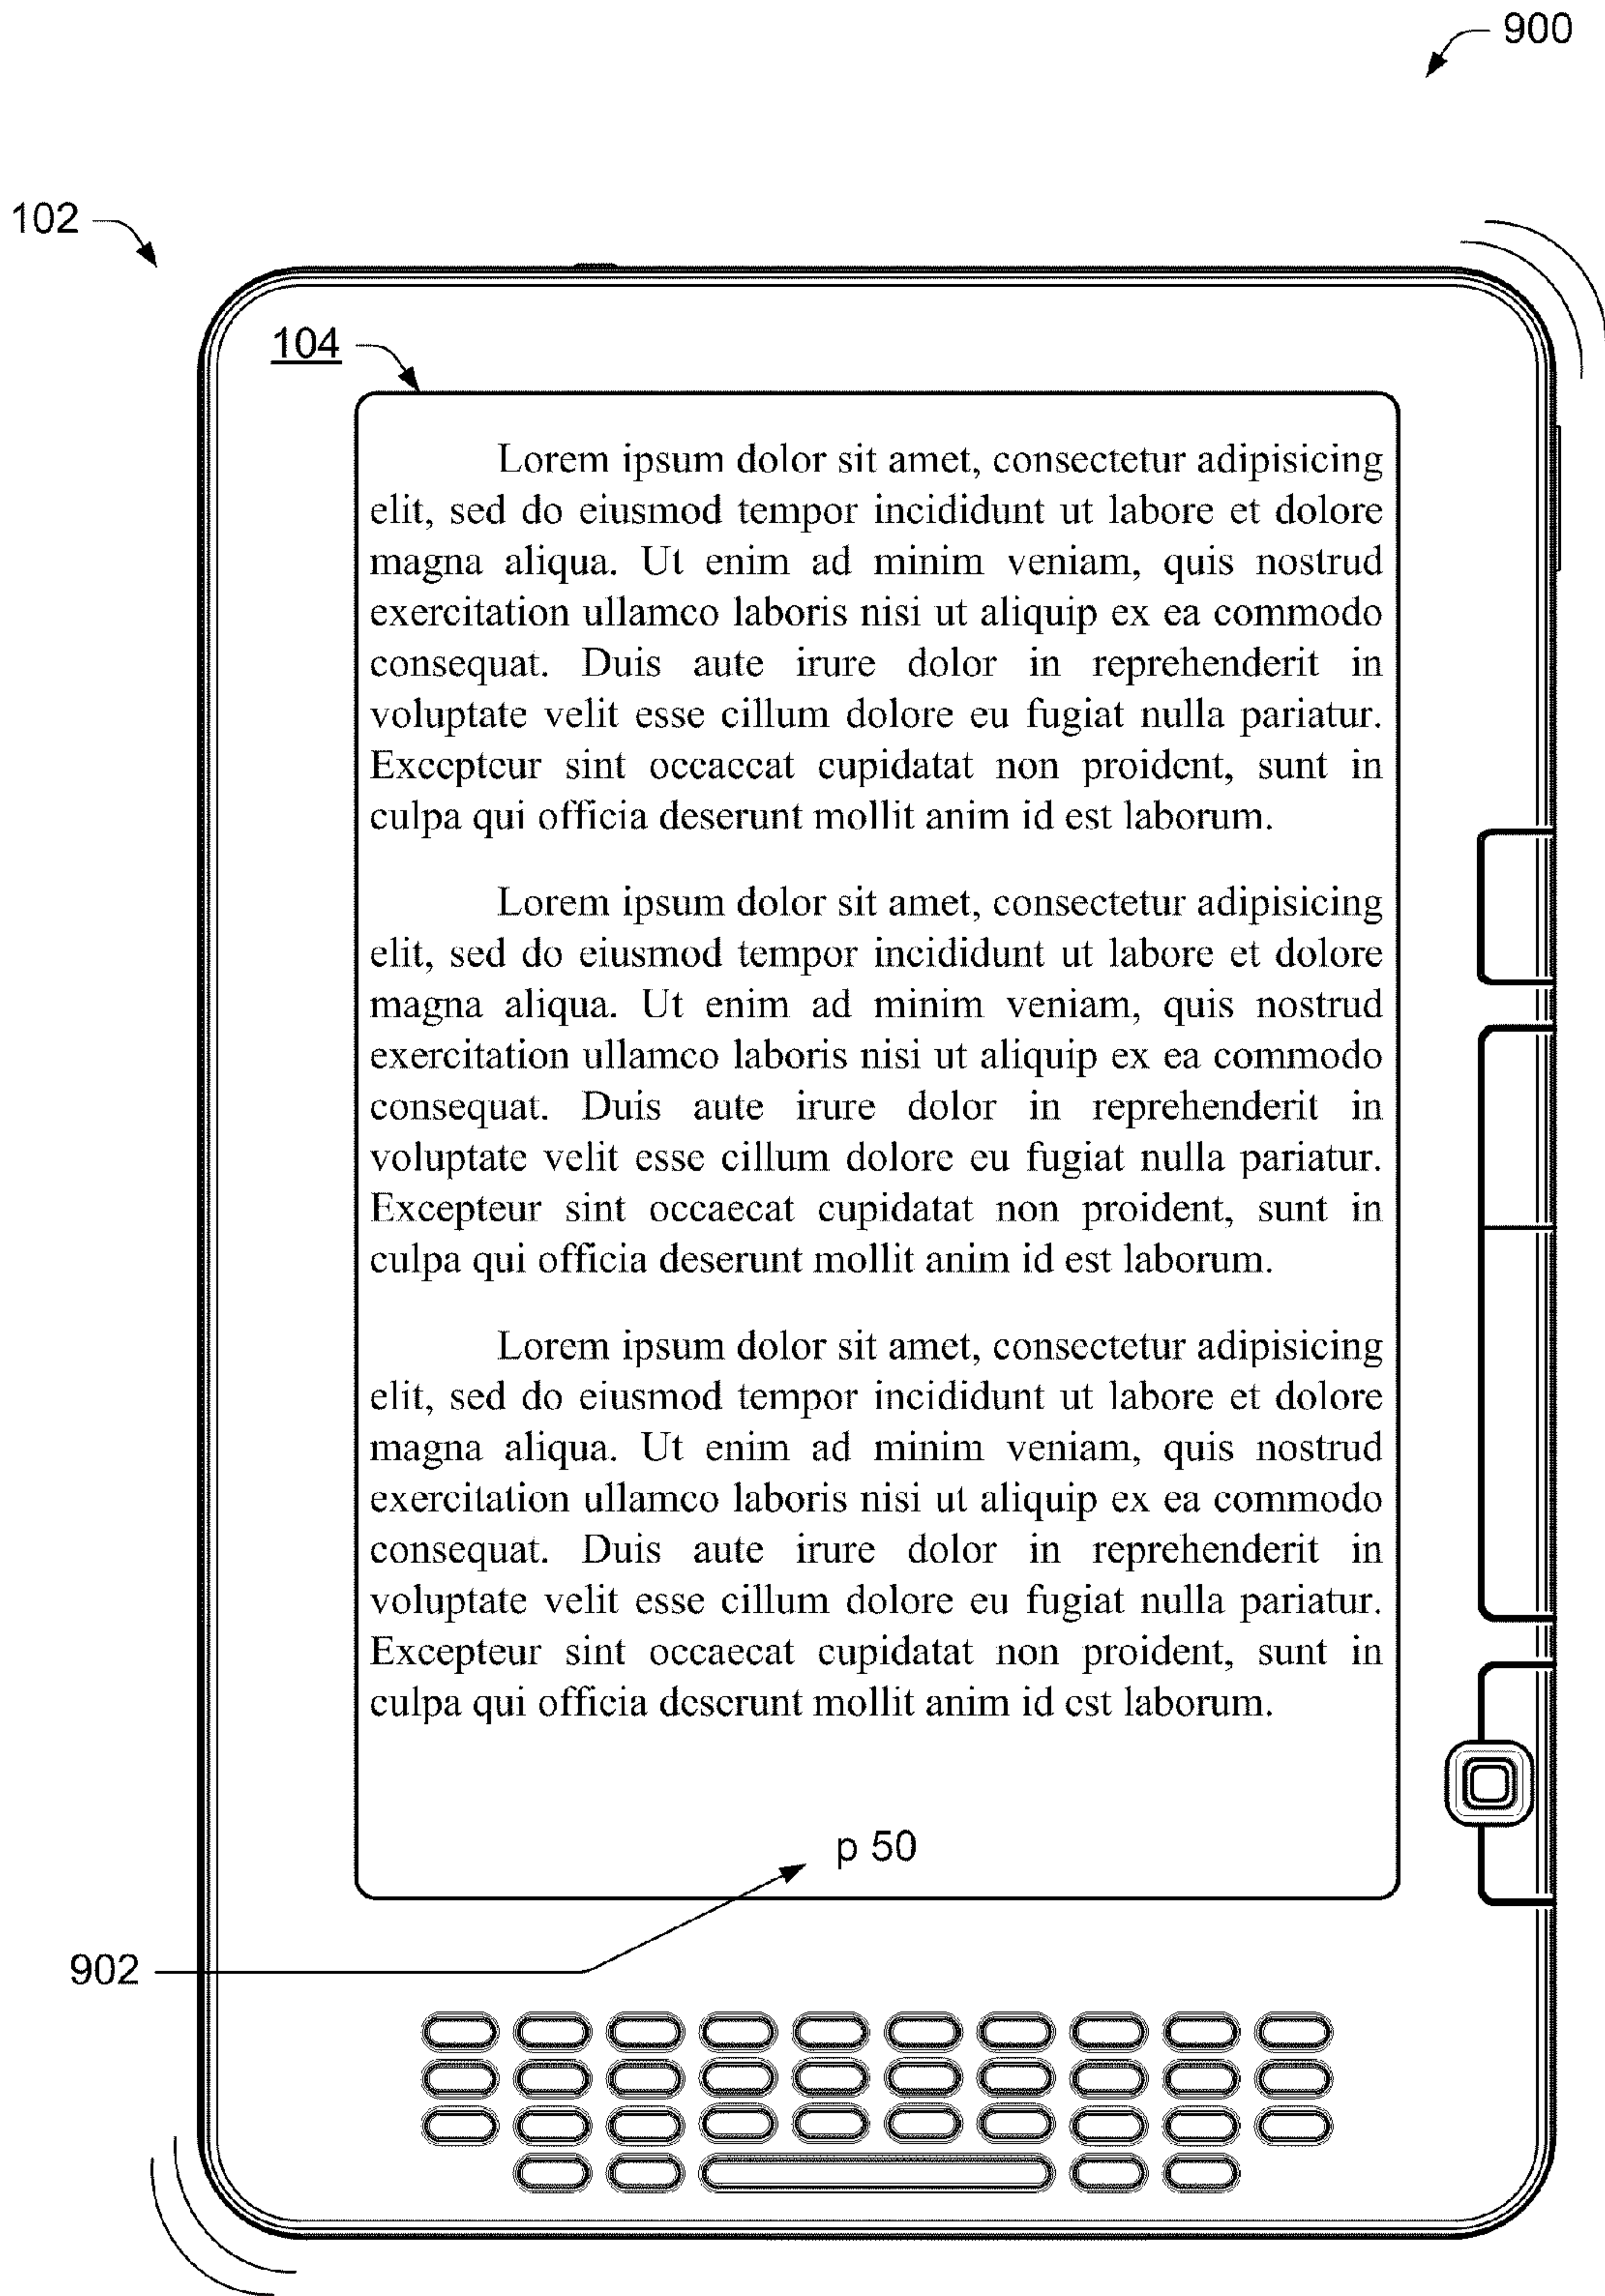 900
102
104
Lorem ipsum dolor sit amet, consectetur adipisicing
elit, sed do eiusmod tempor incididunt ut labore et dolore
magna aliqua. Ut enim ad minim veniam, quis nostrud
exercitation ullamco laboris nisi ut aliquip ex ea commodo
consequat. Duis aute irure dolor in reprehenderit in
voluptate velit esse cillum dolore eu fugiat nulla pariatur.
Excepteur sint occaecat cupidatat non proident, sunt in
culpa qui officia deserunt mollit anim id est laborum.
Lorem ipsum dolor sit amet, consectetur adipisicing
elit, sed do eiusmod tempor incididunt ut labore et dolore
magna aliqua. Ut enim ad minim veniam, quis nostrud
exercitation ullamco laboris nisi ut aliquip ex ea commodo
consequat. Duis aute irure dolor in reprehenderit in
voluptate velit esse cillum dolore eu fugiat nulla pariatur.
Excepteur sint occaecat cupidatat non proident, sunt in
culpa qui officia deserunt mollit anim id est laborum.
Lorem ipsum dolor sit amet, consectetur adipisicing
elit, sed do eiusmod tempor incididunt ut labore et dolore
magna aliqua. Ut enim ad minim veniam, quis nostrud
exercitation ullamco laboris nisi ut aliquip ex ea commodo
consequat. Duis aute irure dolor in reprehenderit in
voluptate velit esse cillum dolore eu fugiat nulla pariatur.
Excepteur sint occaecat cupidatat non proident, sunt in
culpa qui officia deserunt mollit anim id est laborum.
p 50
902